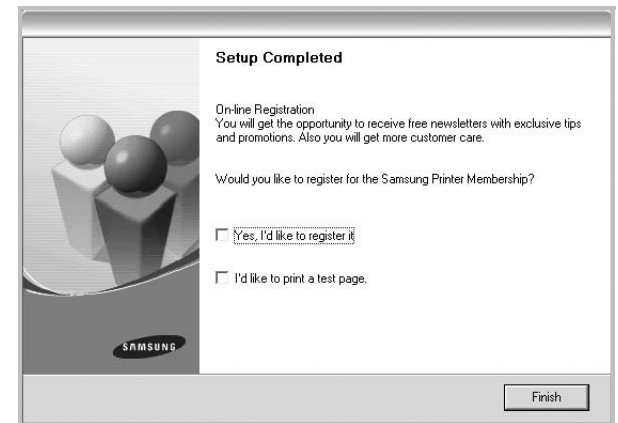 Setup Completed
On-line Registration
You will get the opportunity to receive free newsletters with exclusive tips
and promotions. Also you will get more customer care.
Would you like to register for the Samsung Printer Membership?
Yes, I'd like to register it
I'd like to print a test page.
SAMSUNG
Finish